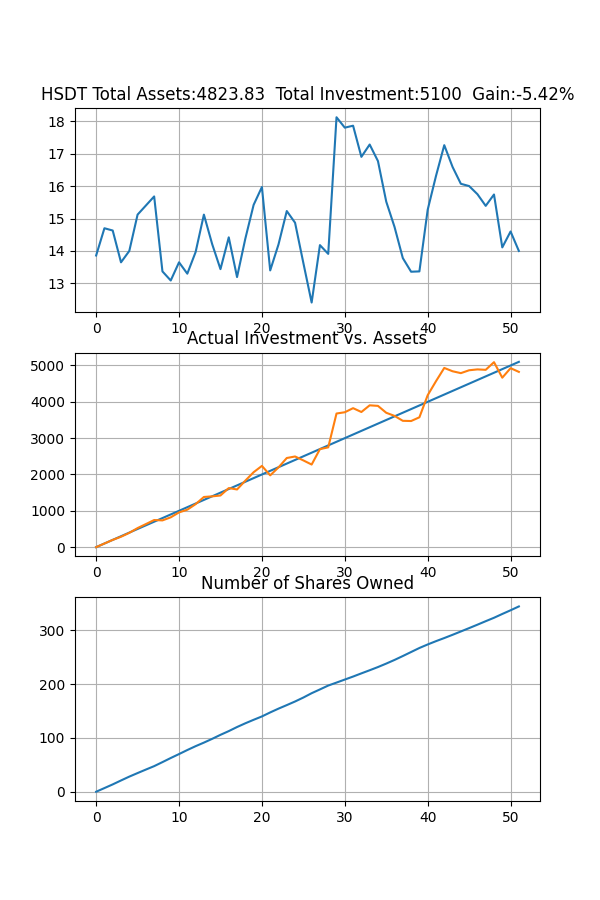 HSDT Total Assets:4823.83  Total Investment:5100  Gain:-5.42%
18
17
16
15
14
13
0 10 20 30 40 50
Actual Investment vs. Assets
5000
4000
3000
2000
1000
0
0 10 20 30 40 50
Number of Shares Owned
300
200
100
0
0 10 20 30 40 50